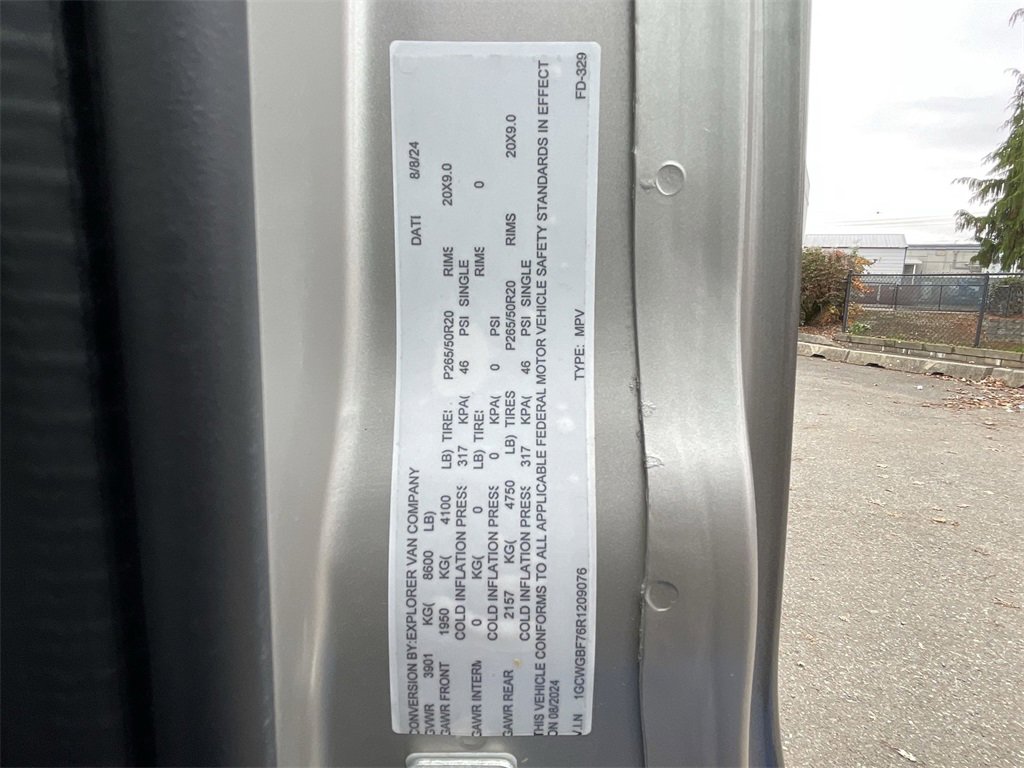 CONVERSION BY:EXPLORER VAN COMPANY DATI 8/8/24
GVWR 3901 KG( 8600 LB)
GAWR FRONT 1950 KG( 4100 LB) TIRE: P265/50R20 RIMS 20X9.0
COLD INFLATION PRESS 317 KPA( 46 PSI SINGLE
GAWR INTERM 0 KG( 0 LB) TIRE: RIMS 0
COLD INFLATION PRESS 0 KPA( 0 PSI
GAWR REAR 2157 KG( 4750 LB) TIRES P265/50R20 RIMS 20X9.0
COLD INFLATION PRESS 317 KPA( 46 PSI SINGLE
THIS VEHICLE CONFORMS TO ALL APPLICABLE FEDERAL MOTOR VEHICLE SAFETY STANDARDS IN EFFECT
ON 08/2024
V.I.N 1GCWGBF76R1209076 TYPE: MPV FD-329